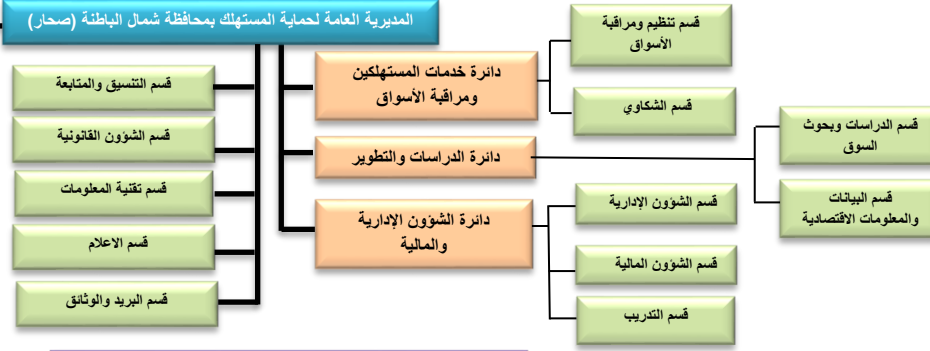 المديرية العامة لحماية المستهلك بمحافظة شمال الباطنة (صحار)
دائرة خدمات المستهلكين
ومراقبة الأسواق
قسم تنظيم ومراقبة
الأسواق
قسم الشكاوي
دائرة الدراسات والتطوير
قسم الدراسات وبحوث
السوق
قسم البيانات
والمعلومات الاقتصادية
دائرة الشؤون الإدارية
والمالية
قسم الشؤون الإدارية
قسم الشؤون المالية
قسم التدريب
قسم التنسيق والمتابعة
قسم الشؤون القانونية
قسم تقنية المعلومات
قسم الاعلام
قسم البريد والوثائق